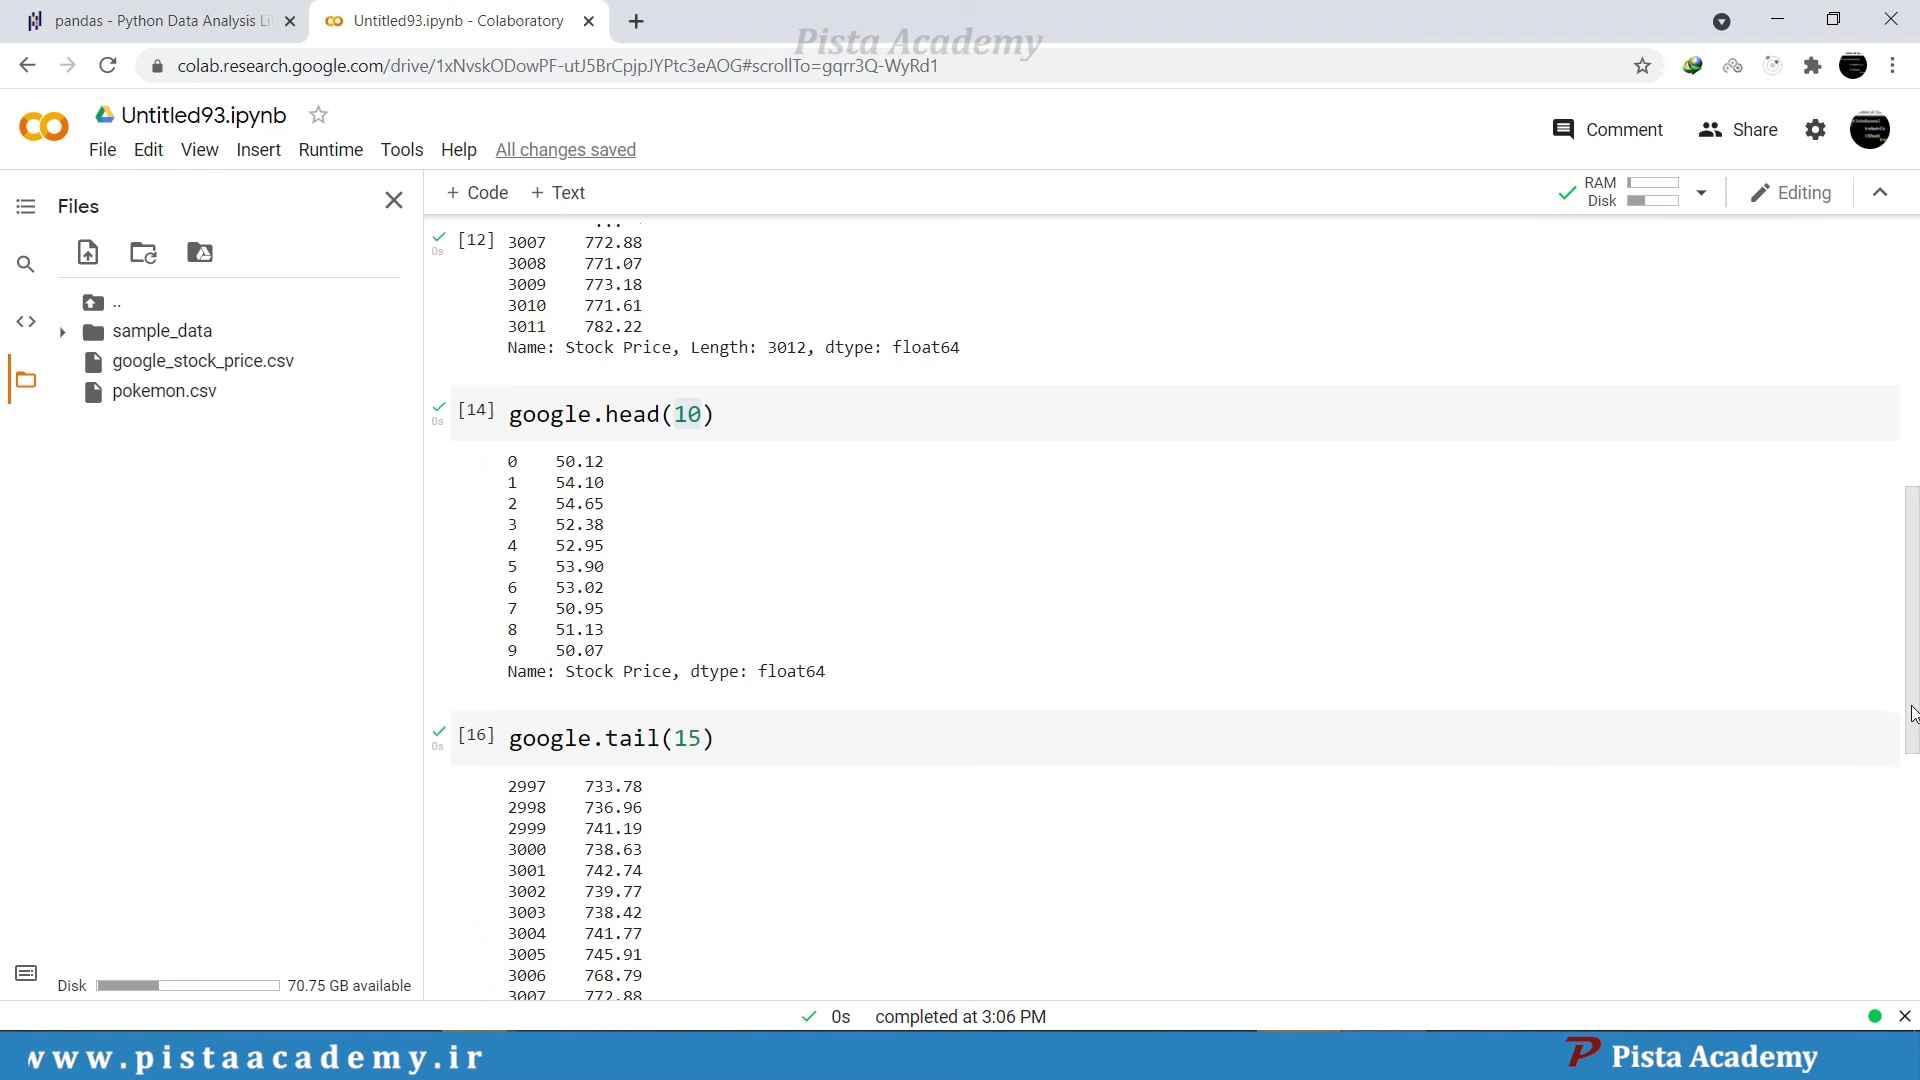 pandas - Python Data Analysis Li
Untitled93.ipynb - Colaboratory
Pista Academy
colab.research.google.com/drive/1xNvskODowPF-utJ5BrCpjpJYPtc3eAOG#scrollTo=gqrr3Q-WyRd1
Untitled93.ipynb
Comment
Share
File Edit View Insert Runtime Tools Help All changes saved
Files
+ Code + Text
RAM
Disk
Editing
..
sample_data
google_stock_price.csv
pokemon.csv
...
[12] 3007 772.88
0s
3008 771.07
3009 773.18
3010 771.61
3011 782.22
Name: Stock Price, Length: 3012, dtype: float64
[14] google.head(10)
0s
0 50.12
1 54.10
2 54.65
3 52.38
4 52.95
5 53.90
6 53.02
7 50.95
8 51.13
9 50.07
Name: Stock Price, dtype: float64
[16] google.tail(15)
0s
2997 733.78
2998 736.96
2999 741.19
3000 738.63
3001 742.74
3002 739.77
3003 738.42
3004 741.77
3005 745.91
3006 768.79
3007 772.88
Disk 70.75 GB available
0s completed at 3:06 PM
www.pistaacademy.ir
Pista Academy